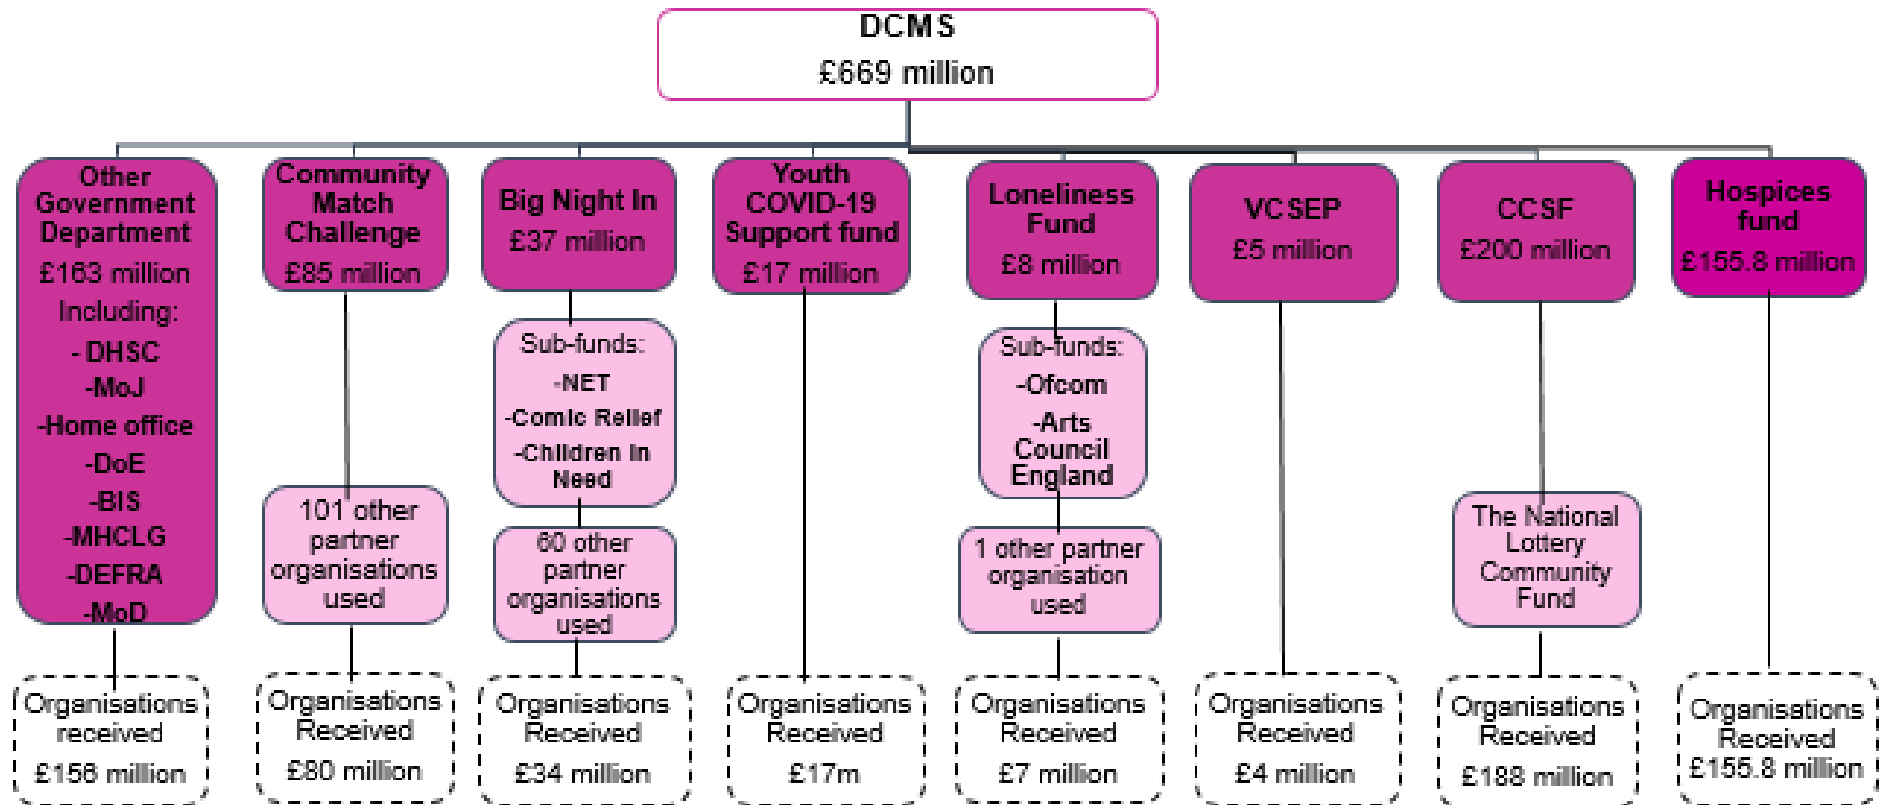 DCMS
£669 million
Other
Government
Department
£163 million
Including:
- DHSC
-MoJ
-Home office
-DoE
-BIS
-MHCLG
-DEFRA
-MoD
Organisations
received
£156 million
Community
Match
Challenge
£85 million
101 other
partner
organisations
used
Organisations
Received
£80 million
Big Night In
£37 million
Sub-funds:
-NET
-Comic Relief
-Children in
Need
60 other
partner
organisations
used
Organisations
Received
£34 million
Youth
COVID-19
Support fund
£17 million
Organisations
Received
£17m
Loneliness
Fund
£8 million
Sub-funds:
-Ofcom
-Arts
Council
England
1 other partner
organisation
used
Organisations
Received
£7 million
VCSEP
£5 million
Organisations
Received
£4 million
CCSF
£200 million
The National
Lottery
Community
Fund
Organisations
Received
£188 million
Hospices
fund
£155.8 million
Organisations
Received
£155.8 million